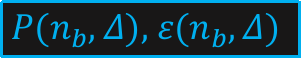 P(n_b, Δ), ε(n_b, Δ)